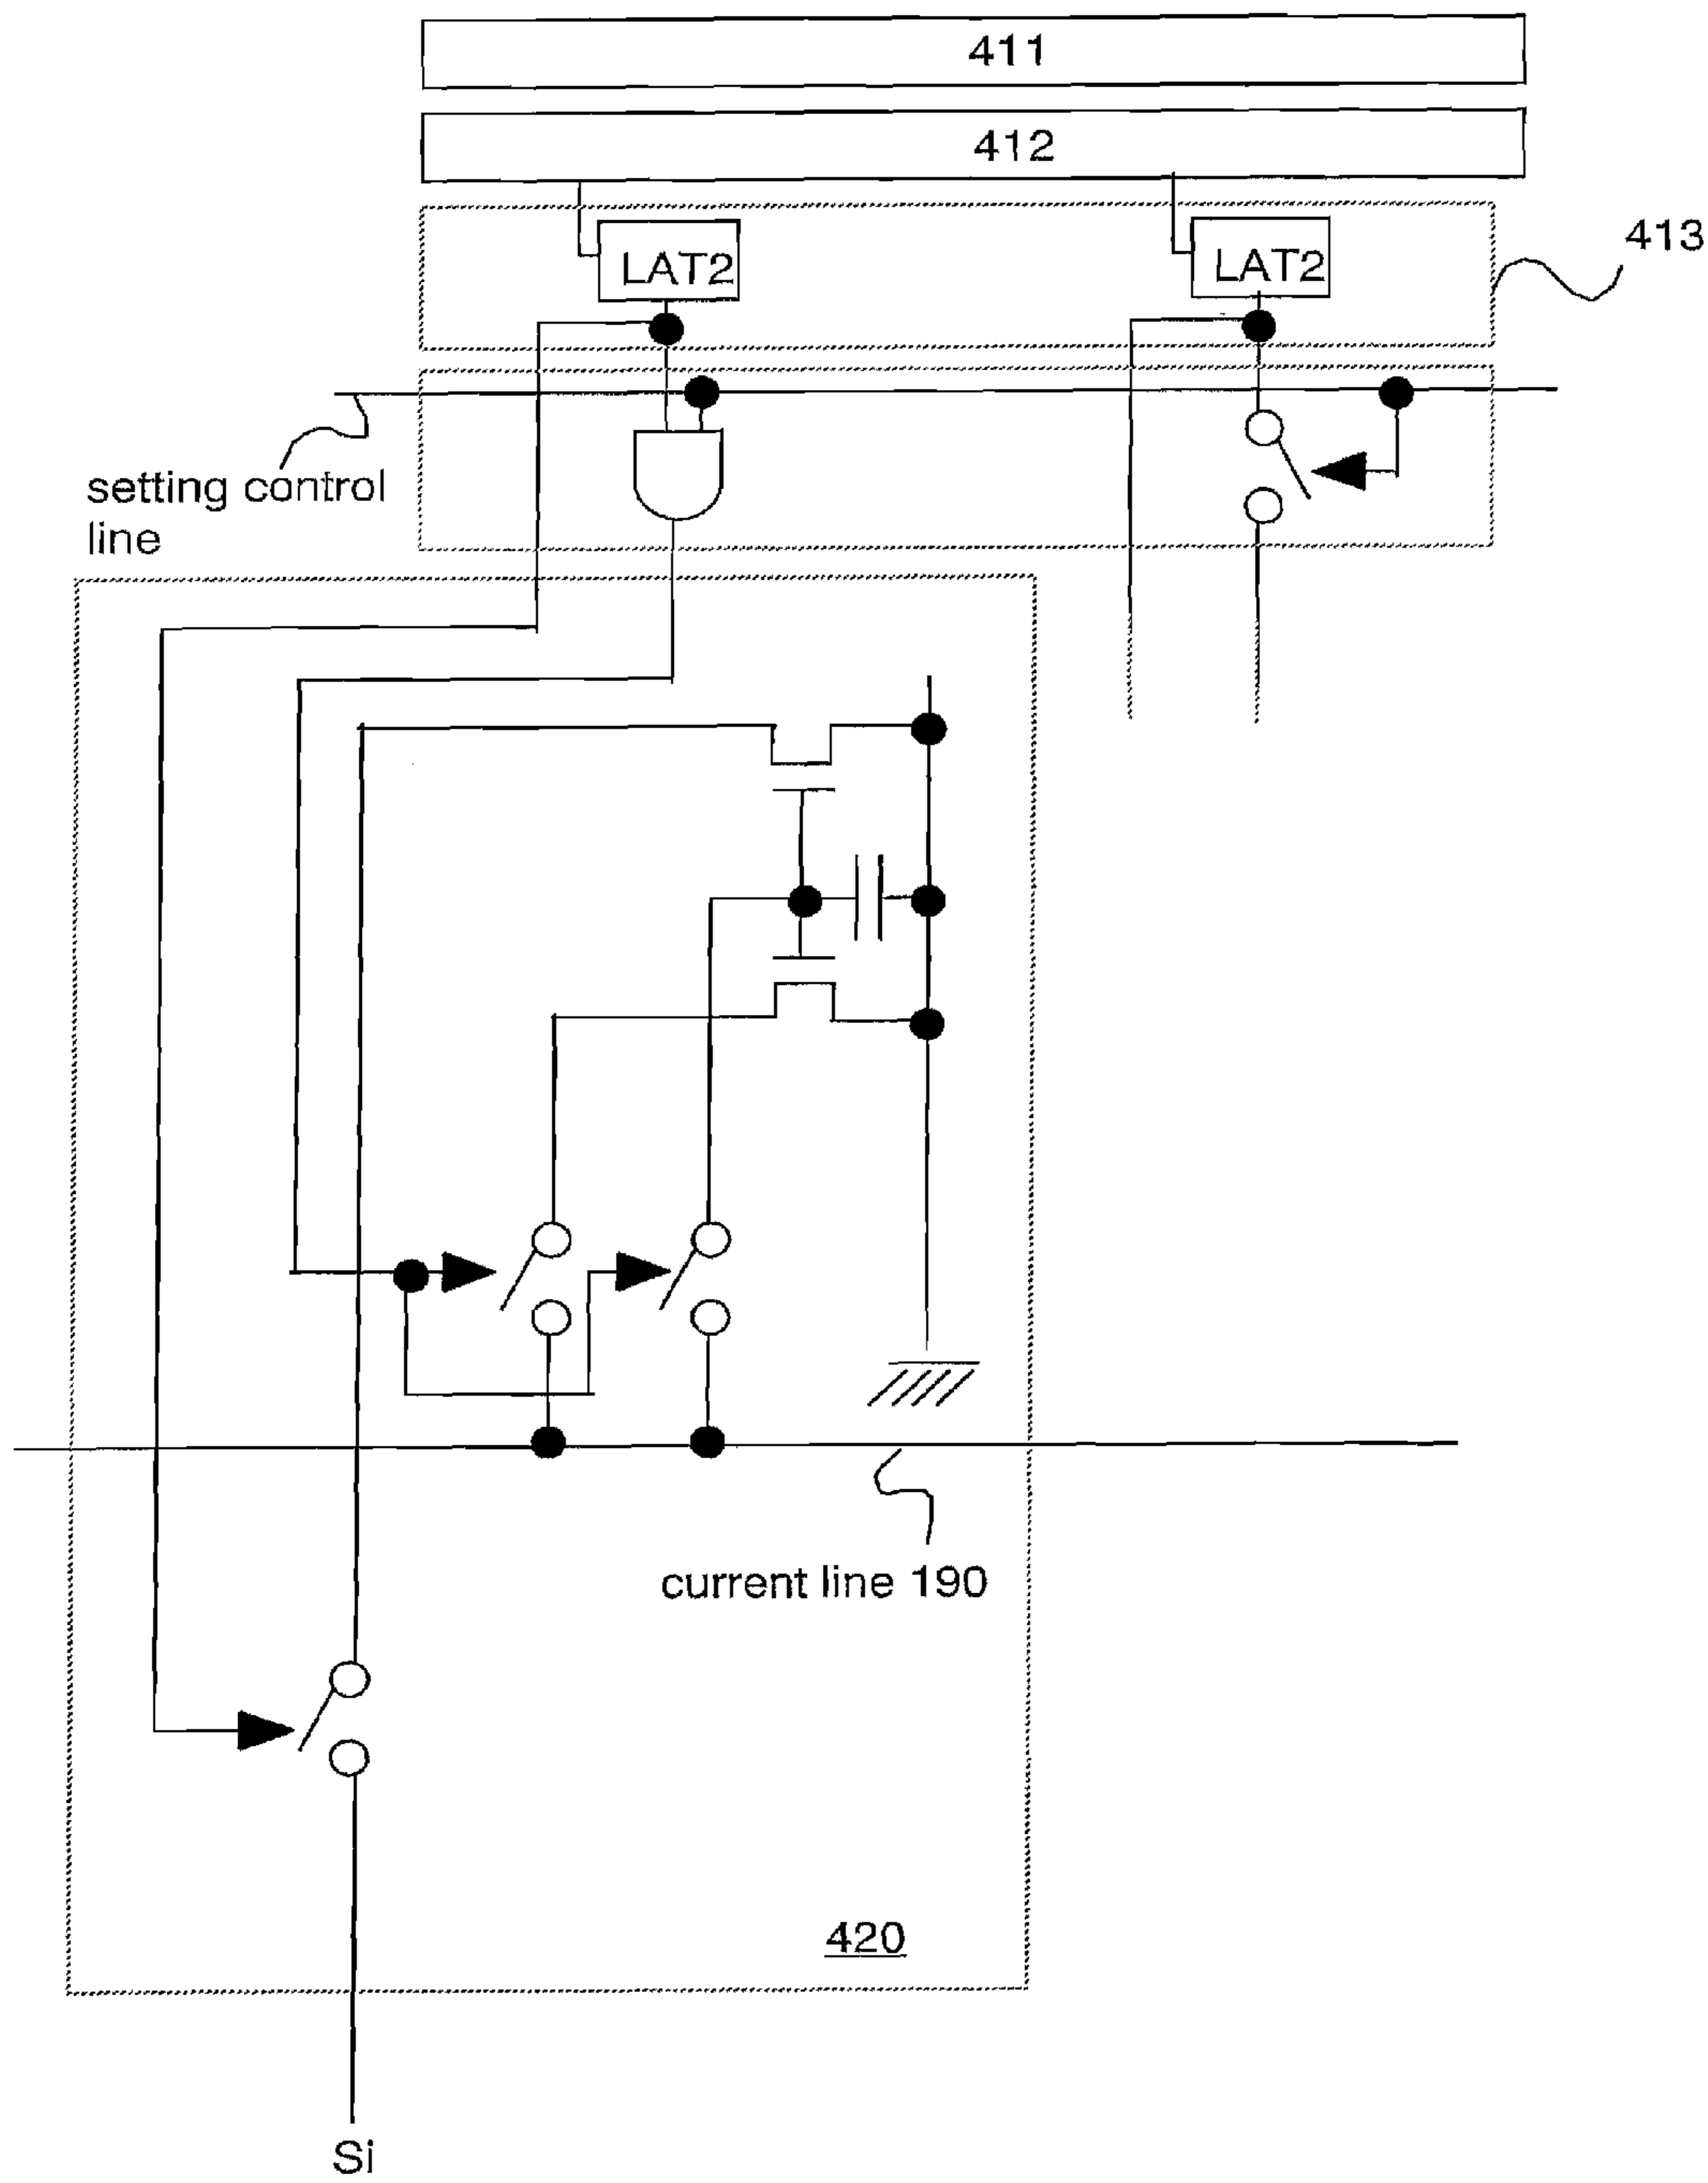 411
412
LAT2
LAT2
413
setting control
line
current line 190
420
Si